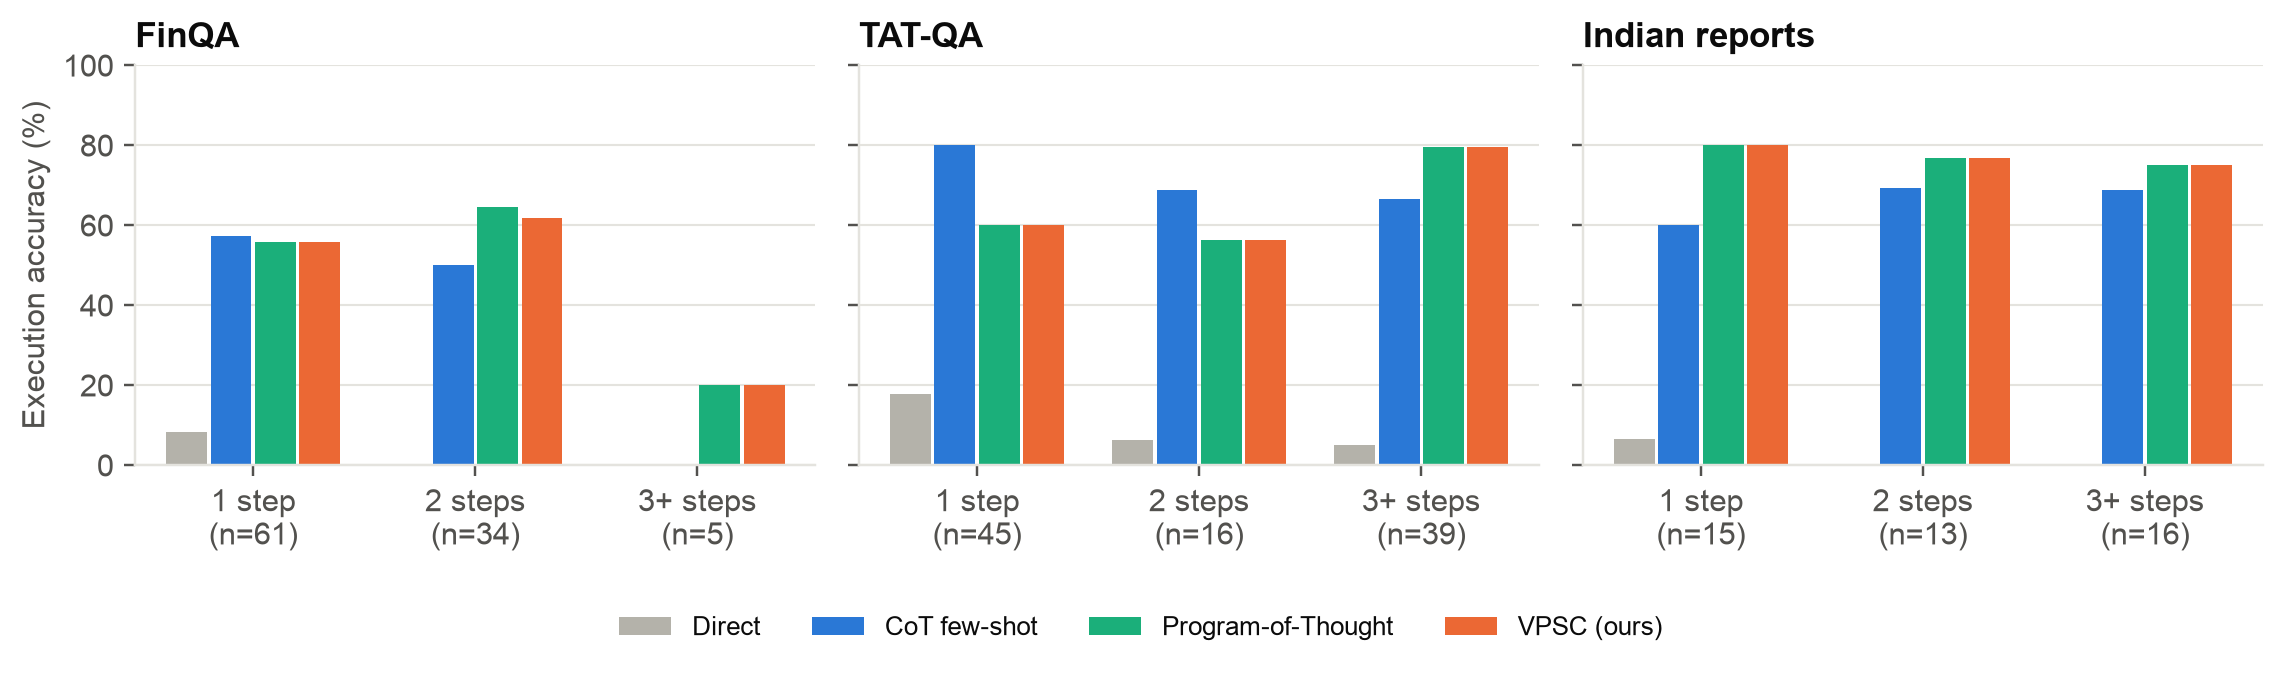 FinQA
TAT-QA
Indian reports
Execution accuracy (%)
100
80
60
40
20
0
1 step
(n=61)
2 steps
(n=34)
3+ steps
(n=5)
1 step
(n=45)
2 steps
(n=16)
3+ steps
(n=39)
1 step
(n=15)
2 steps
(n=13)
3+ steps
(n=16)
Direct
CoT few-shot
Program-of-Thought
VPSC (ours)